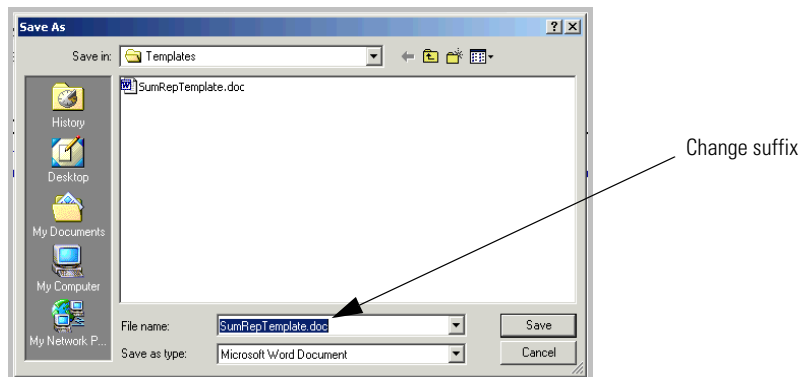 Save As
Save in: Templates
SumRepTemplate.doc
History
Desktop
My Documents
My Computer
My Network P...
File name: SumRepTemplate.doc Save
Save as type: Microsoft Word Document Cancel
Change suffix